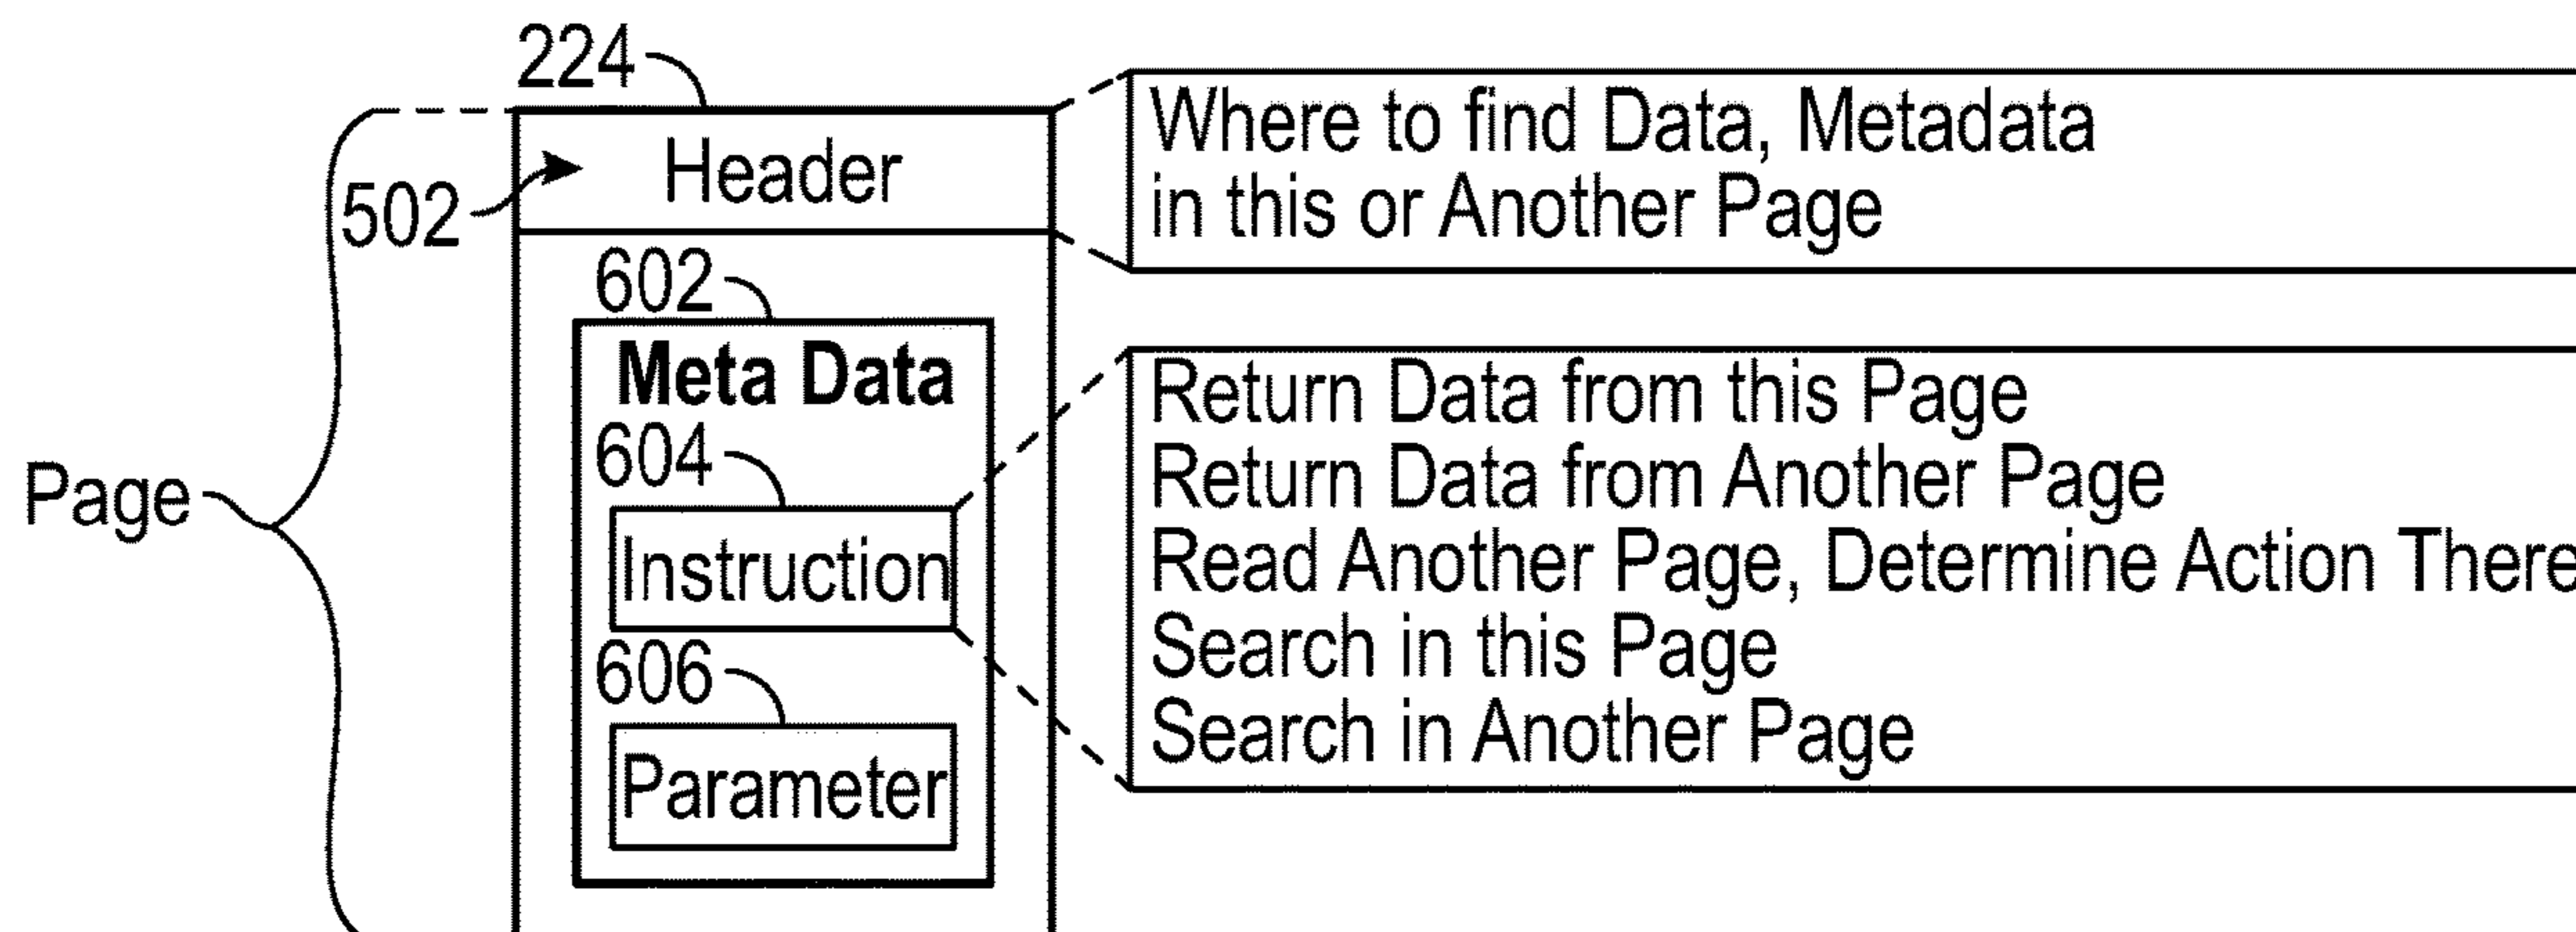 224
Header
502
Where to find Data, Metadata
in this or Another Page
602
Meta Data
604
Instruction
606
Parameter
Page
Return Data from this Page
Return Data from Another Page
Read Another Page, Determine Action There
Search in this Page
Search in Another Page